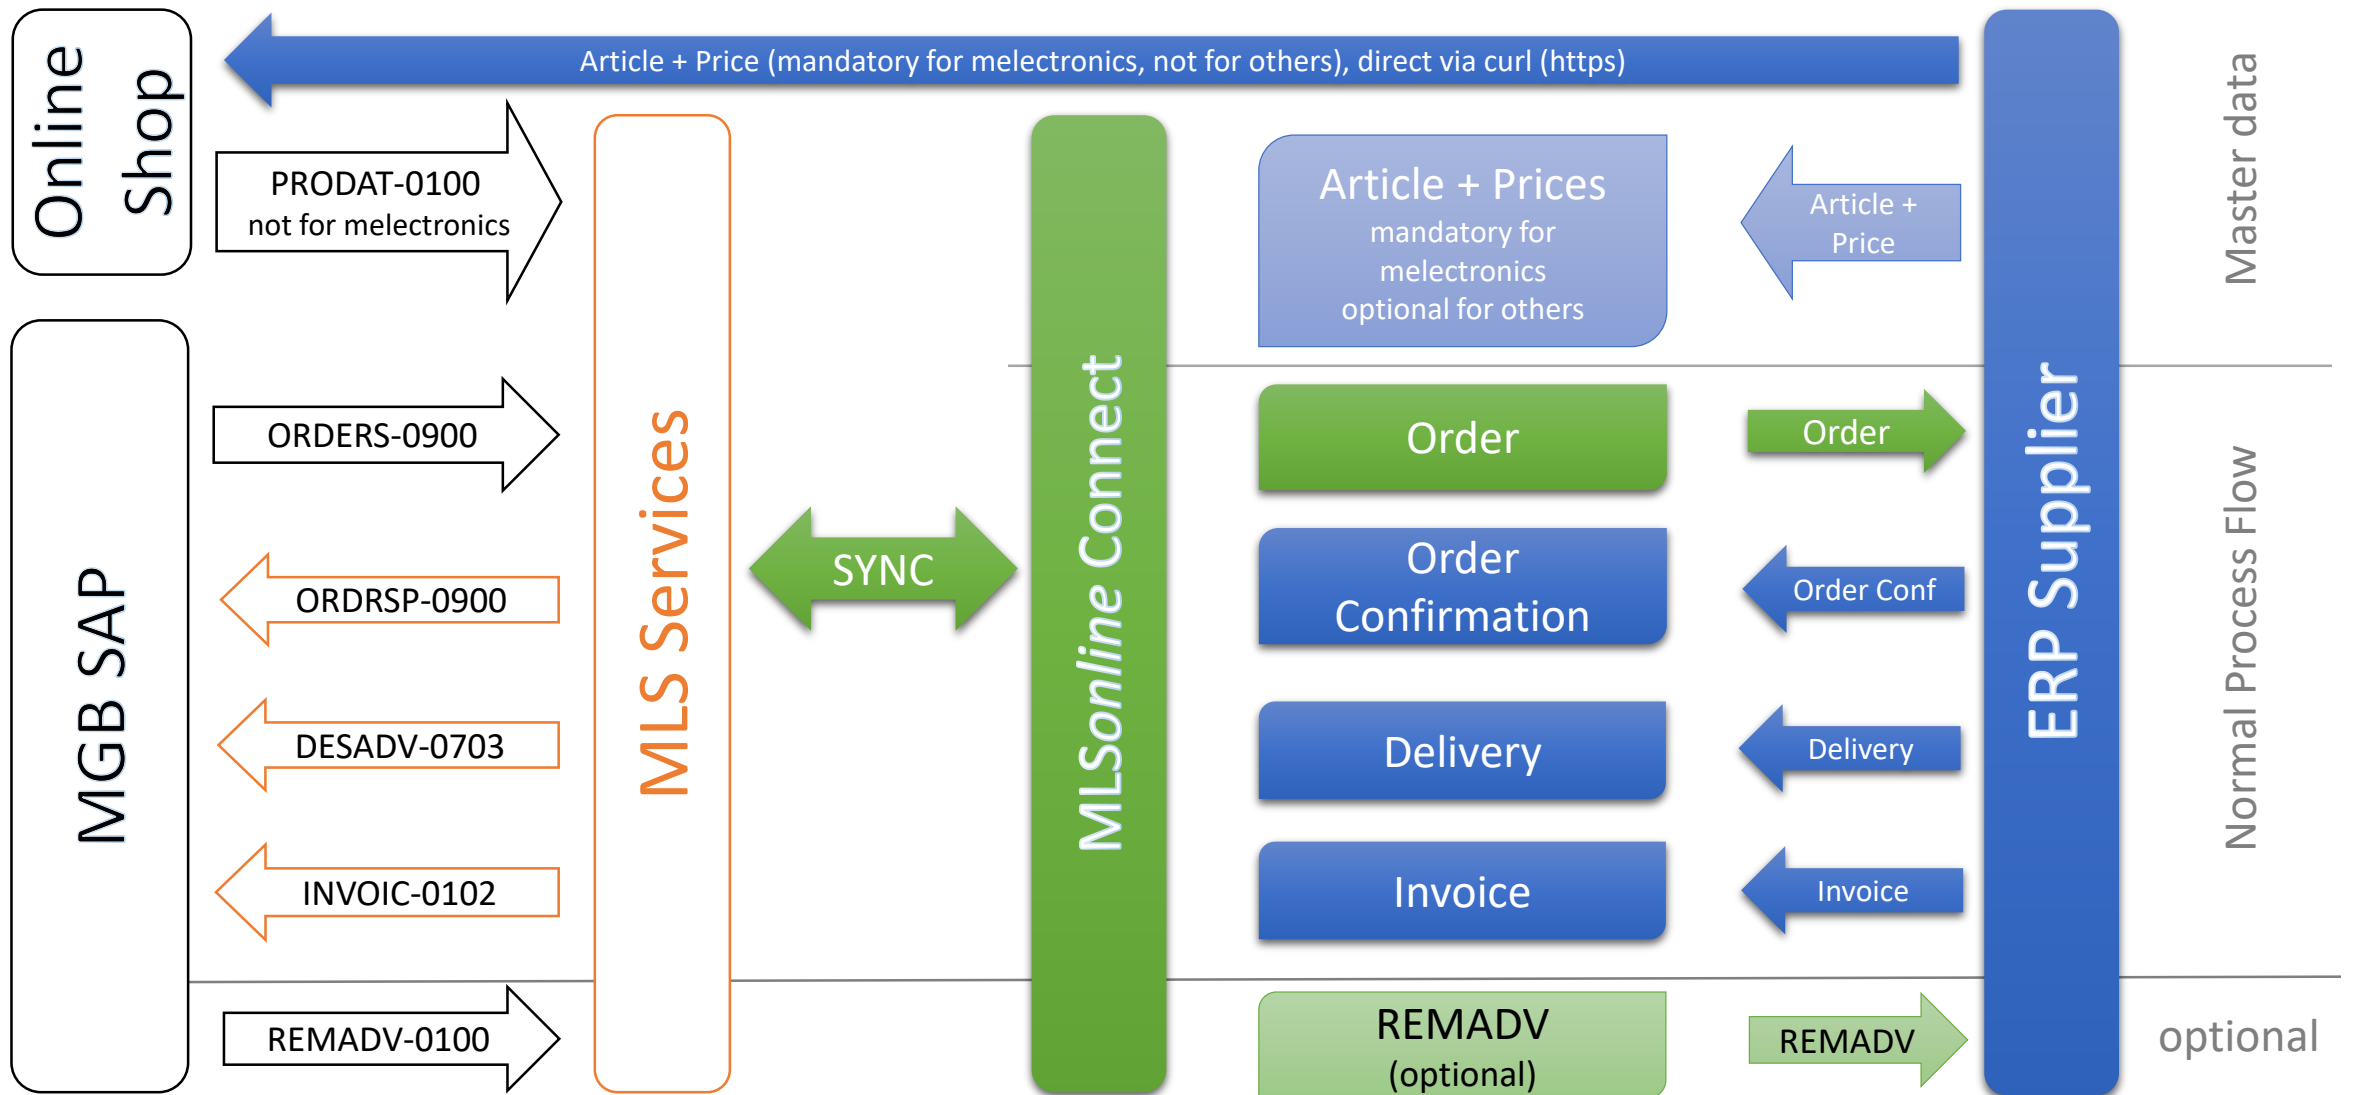 Online
Shop
Article + Price (mandatory for melectronics, not for others), direct via curl (https)
PRODAT-0100
not for melectronics
Article + Prices
mandatory for
melectronics
optional for others
Article +
Price
Master data
MGB SAP
ORDERS-0900
ORDRSP-0900
DESADV-0703
INVOIC-0102
REMADV-0100
MLS Services
SYNC
MLSonline Connect
Order
Order
Confirmation
Delivery
Invoice
REMADV
(optional)
Order
Order Conf
Delivery
Invoice
REMADV
ERP Supplier
Normal Process Flow
optional